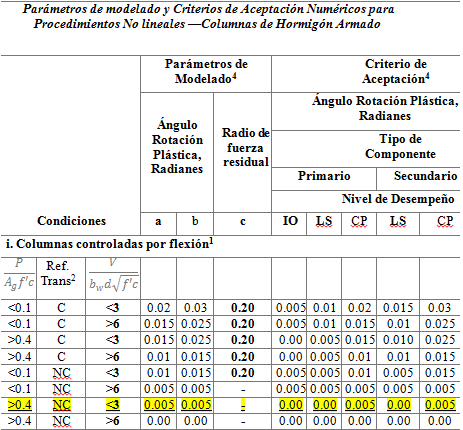 Parámetros de modelado y Criterios de Aceptación Numéricos para
Procedimientos No lineales —Columnas de Hormigón Armado
Parámetros de Modelado4 Criterio de Aceptación4
Ángulo Rotación Plástica, Radianes
Ángulo Rotación Plástica, Radianes Radio de fuerza residual Tipo de Componente
Primario Secundario
Nivel de Desempeño
Condiciones a b c IO LS CP LS CP
i. Columnas controladas por flexión1
P / Ag f'c Ref. Trans2 V / bw d√f'c
<0.1 C <3 0.02 0.03 0.20 0.005 0.01 0.02 0.015 0.03
<0.1 C >6 0.015 0.025 0.20 0.005 0.01 0.015 0.01 0.025
>0.4 C <3 0.015 0.025 0.20 0.00 0.005 0.015 0.010 0.025
>0.4 C >6 0.01 0.015 0.20 0.00 0.005 0.01 0.01 0.015
<0.1 NC <3 0.01 0.015 0.20 0.005 0.005 0.01 0.005 0.015
<0.1 NC >6 0.005 0.005 - 0.005 0.005 0.005 0.005 0.005
>0.4 NC <3 0.005 0.005 - 0.00 0.00 0.005 0.00 0.005
>0.4 NC >6 0.00 0.00 - 0.00 0.00 0.00 0.00 0.00